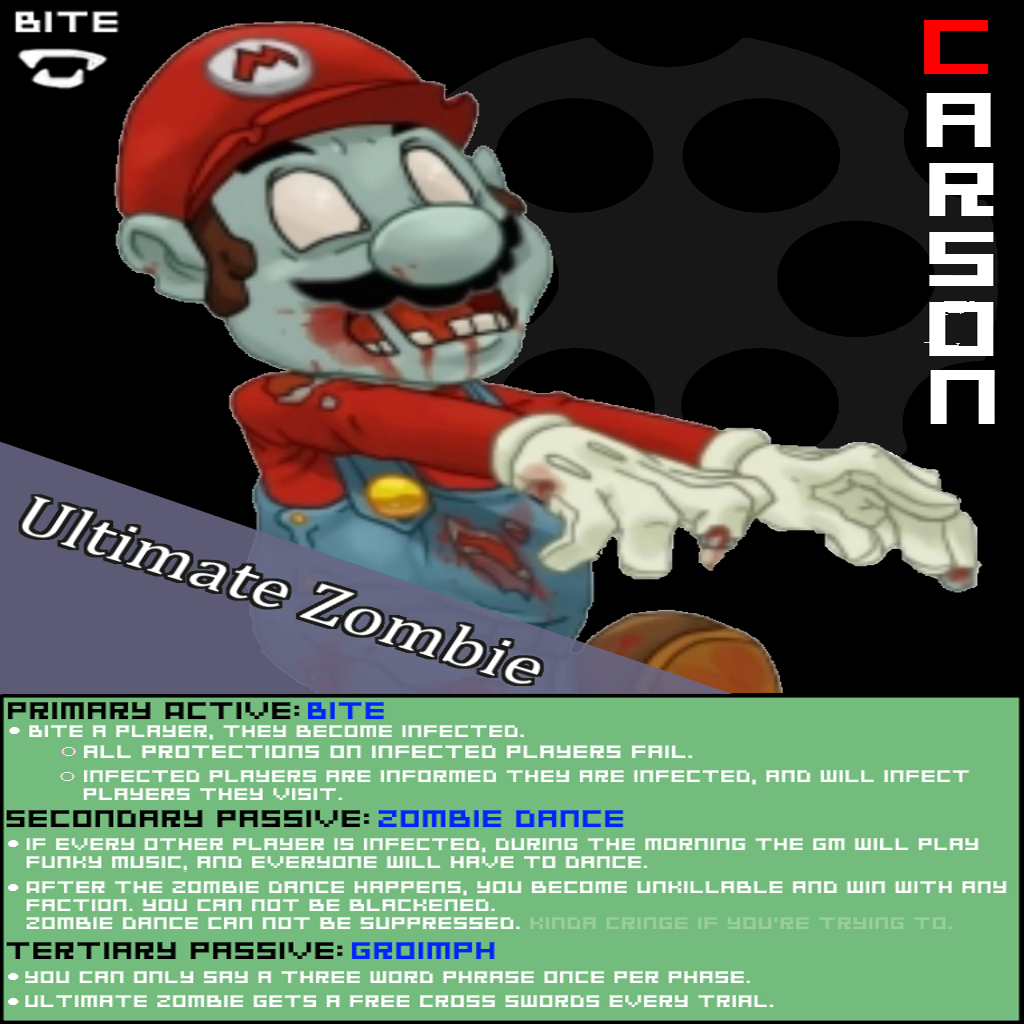 BITE
CARSON
M
Ultimate Zombie
PRIMARY ACTIVE: BITE
• BITE A PLAYER, THEY BECOME INFECTED.
○ ALL PROTECTIONS ON INFECTED PLAYERS FAIL.
○ INFECTED PLAYERS ARE INFORMED THEY ARE INFECTED, AND WILL INFECT
PLAYERS THEY VISIT.
SECONDARY PASSIVE: ZOMBIE DANCE
• IF EVERY OTHER PLAYER IS INFECTED, DURING THE MORNING THE GM WILL PLAY
FUNKY MUSIC, AND EVERYONE WILL HAVE TO DANCE.
• AFTER THE ZOMBIE DANCE HAPPENS, YOU BECOME UNKILLABLE AND WIN WITH ANY
FACTION. YOU CAN NOT BE BLACKENED.
ZOMBIE DANCE CAN NOT BE SUPPRESSED. KINDA CRINGE IF YOU'RE TRYING TO.
TERTIARY PASSIVE: GROIMPH
• YOU CAN ONLY SAY A THREE WORD PHRASE ONCE PER PHASE.
• ULTIMATE ZOMBIE GETS A FREE CROSS SWORDS EVERY TRIAL.